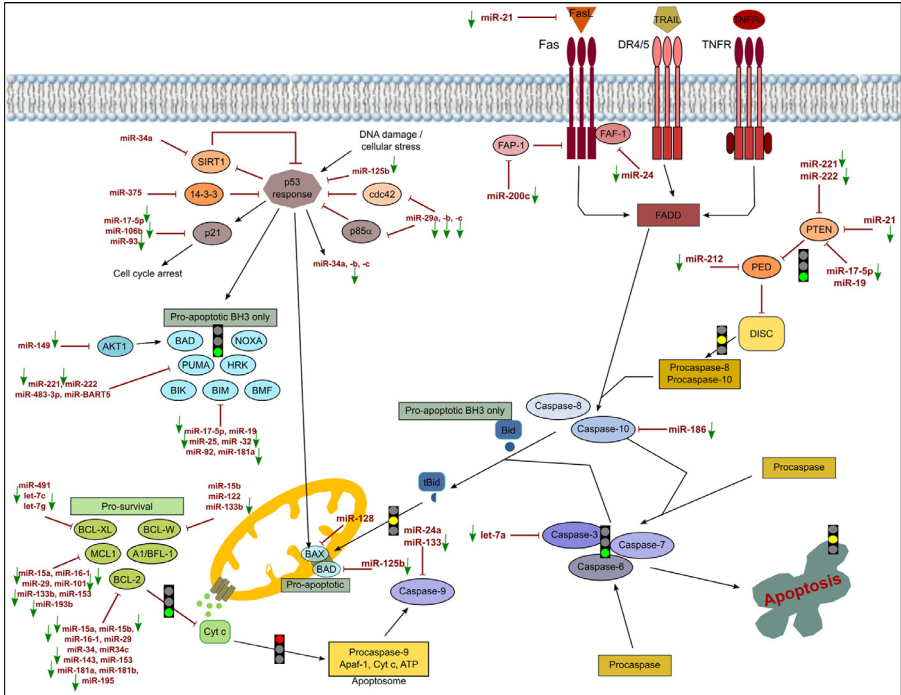 miR-21
FasL
TRAIL
TNFRα
Fas
DR4/5
TNFR
miR-34a
DNA damage /
cellular stress
SIRT1
miR-125b
FAP-1
FAF-1
miR-24
miR-200c
p53
response
miR-375
14-3-3
cdc42
miR-221
miR-222
miR-17-5p
miR-106b
miR-93
p21
p85α
miR-29a, -b, -c
FADD
PTEN
miR-21
Cell cycle arrest
miR-34a, -b, -c
miR-212
PED
miR-17-5p
miR-19
Pro-apoptotic BH3 only
BAD
NOXA
miR-149
AKT1
PUMA
HRK
DISC
miR-221, miR-222
miR-483-3p, miR-BART5
BIK
BIM
BMF
Procaspase-8
Procaspase-10
miR-17-5p, miR-19
miR-25, miR -32
miR-92, miR-181a
Pro-apoptotic BH3 only
Bid
Caspase-8
Caspase-10
miR-186
Procaspase
miR-491
let-7c
let-7g
Pro-survival
miR-15b
miR-122
miR-133b
tBid
BCL-XL
BCL-W
miR-128
miR-24a
miR-133
let-7a
Caspase-3
Caspase-7
Caspase-6
MCL1
A1/BFL-1
BAX
BAD
Pro-apoptotic
miR-125b
Caspase-9
miR-15a, miR-16-1
miR-29, miR-101
miR-133b, miR-153
miR-193b
BCL-2
Apoptosis
Cyt c
miR-15a, miR-15b,
miR-16-1, miR-29
miR-34, miR34c
miR-143, miR-153
miR-181a, miR-181b,
miR-195
Procaspase-9
Apaf-1, Cyt c, ATP
Apoptosome
Procaspase